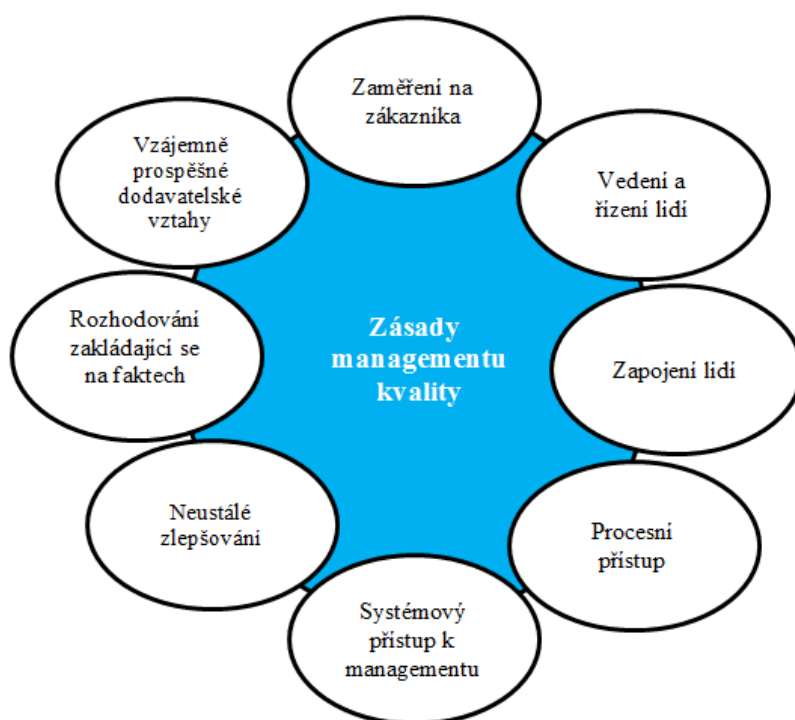 Zaměření na
zákazníka
Vedení a
řízení lidí
Zapojení lidí
Procesní
přístup
Systémový
přístup k
managementu
Neustálé
zlepšování
Rozhodování
zakládající se
na faktech
Vzájemně
prospěšné
dodavatelské
vztahy
Zásady
managementu
kvality